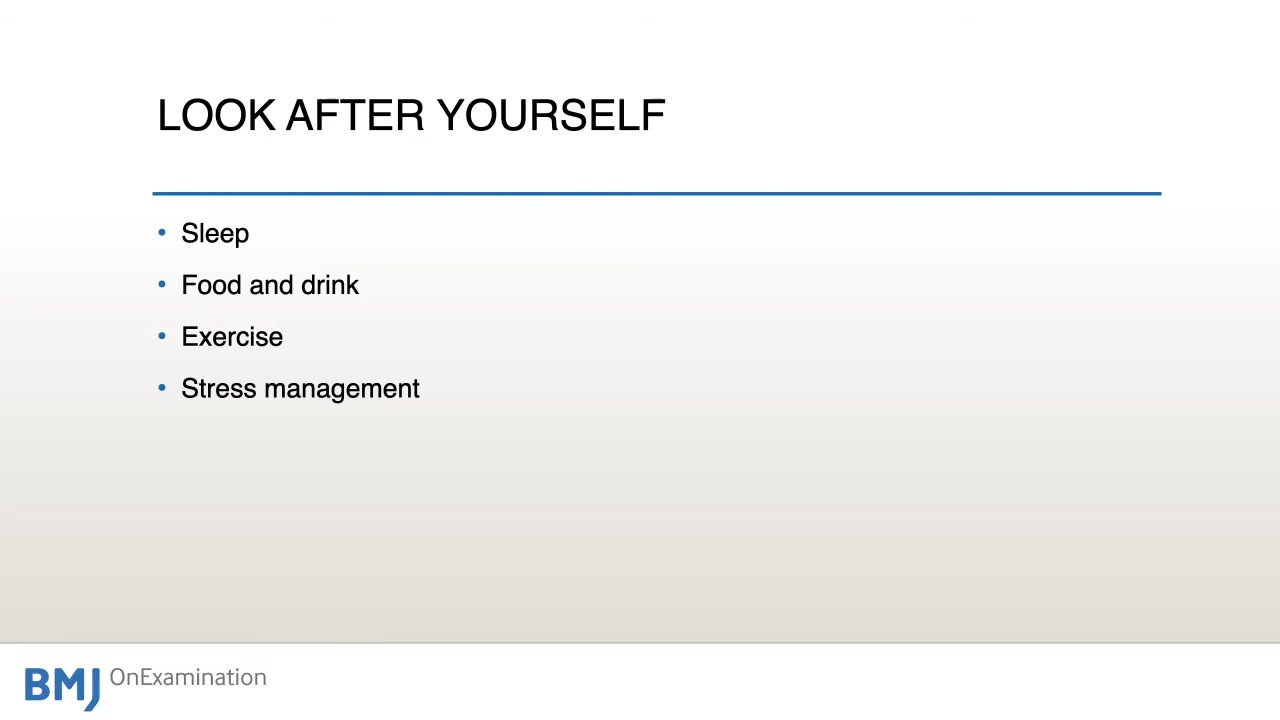 LOOK AFTER YOURSELF
• Sleep
• Food and drink
• Exercise
• Stress management
BMJ OnExamination